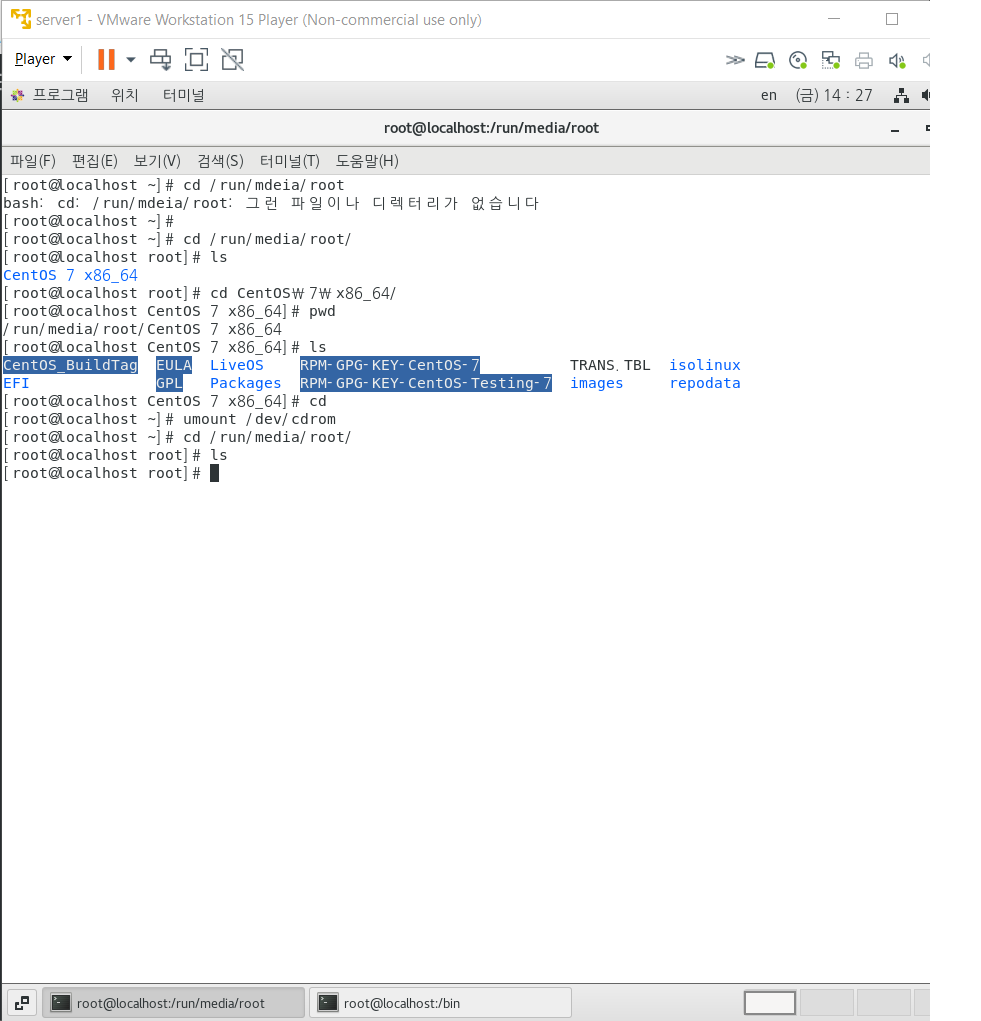 server1 - VMware Workstation 15 Player (Non-commercial use only)
Player
프로그램 위치 터미널 en (금) 14 : 27
root@localhost:/run/media/root
파일(F) 편집(E) 보기(V) 검색(S) 터미널(T) 도움말(H)
[root@localhost ~]# cd /run/mdeia/root
bash: cd: /run/mdeia/root: 그런 파일이나 디렉터리가 없습니다
[root@localhost ~]#
[root@localhost ~]# cd /run/media/root/
[root@localhost root]# ls
CentOS 7 x86_64
[root@localhost root]# cd CentOS₩ 7₩ x86_64/
[root@localhost CentOS 7 x86_64]# pwd
/run/media/root/CentOS 7 x86_64
[root@localhost CentOS 7 x86_64]# ls
CentOS_BuildTag EULA LiveOS RPM-GPG-KEY-CentOS-7 TRANS.TBL isolinux
EFI GPL Packages RPM-GPG-KEY-CentOS-Testing-7 images repodata
[root@localhost CentOS 7 x86_64]# cd
[root@localhost ~]# umount /dev/cdrom
[root@localhost ~]# cd /run/media/root/
[root@localhost root]# ls
[root@localhost root]#
root@localhost:/run/media/root root@localhost:/bin